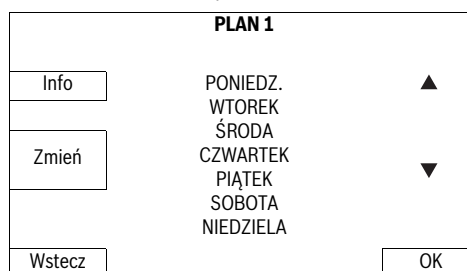 PLAN 1
Info
PONIEDZ.
▲
WTOREK
ŚRODA
Zmień
CZWARTEK
▼
PIĄTEK
SOBOTA
NIEDZIELA
Wstecz
OK